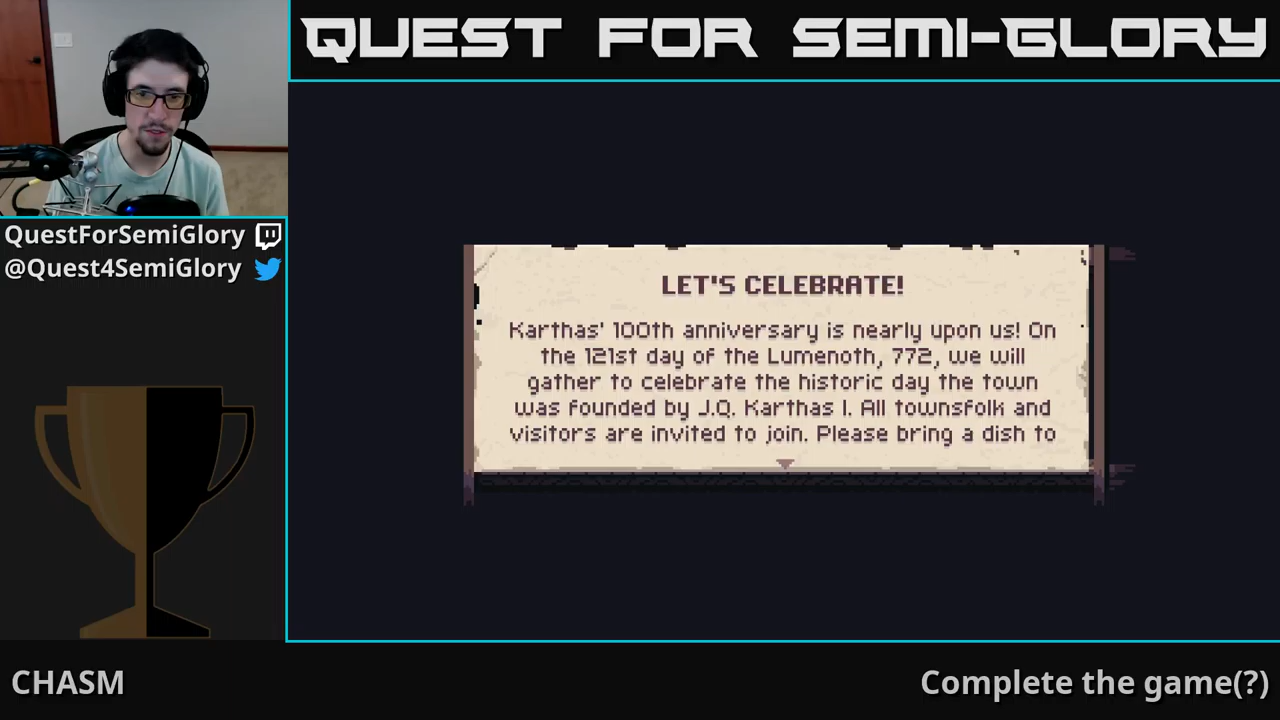 QUEST FOR SEMI-GLORY
QuestForSemiGlory
@Quest4SemiGlory
LET'S CELEBRATE!
Karthas' 100th anniversary is nearly upon us! On
the 121st day of the Lumenoth, 772, we will
gather to celebrate the historic day the town
was founded by J.Q. Karthas I. All townsfolk and
visitors are invited to join. Please bring a dish to
CHASM
Complete the game(?)